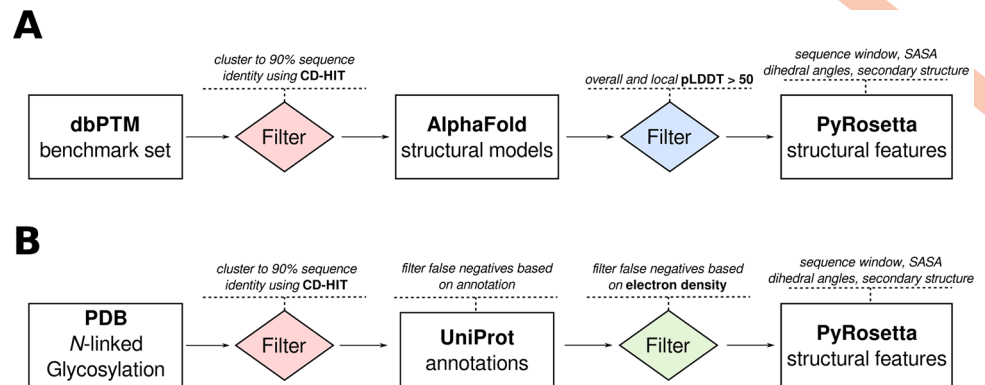 A
cluster to 90% sequence
identity using CD-HIT
overall and local pLDDT > 50
sequence window, SASA
dihedral angles, secondary structure
dbPTM
benchmark set
Filter
AlphaFold
structural models
Filter
PyRosetta
structural features
B
cluster to 90% sequence
identity using CD-HIT
filter false negatives based
on annotation
filter false negatives based
on electron density
sequence window, SASA
dihedral angles, secondary structure
PDB
N-linked
Glycosylation
Filter
UniProt
annotations
Filter
PyRosetta
structural features